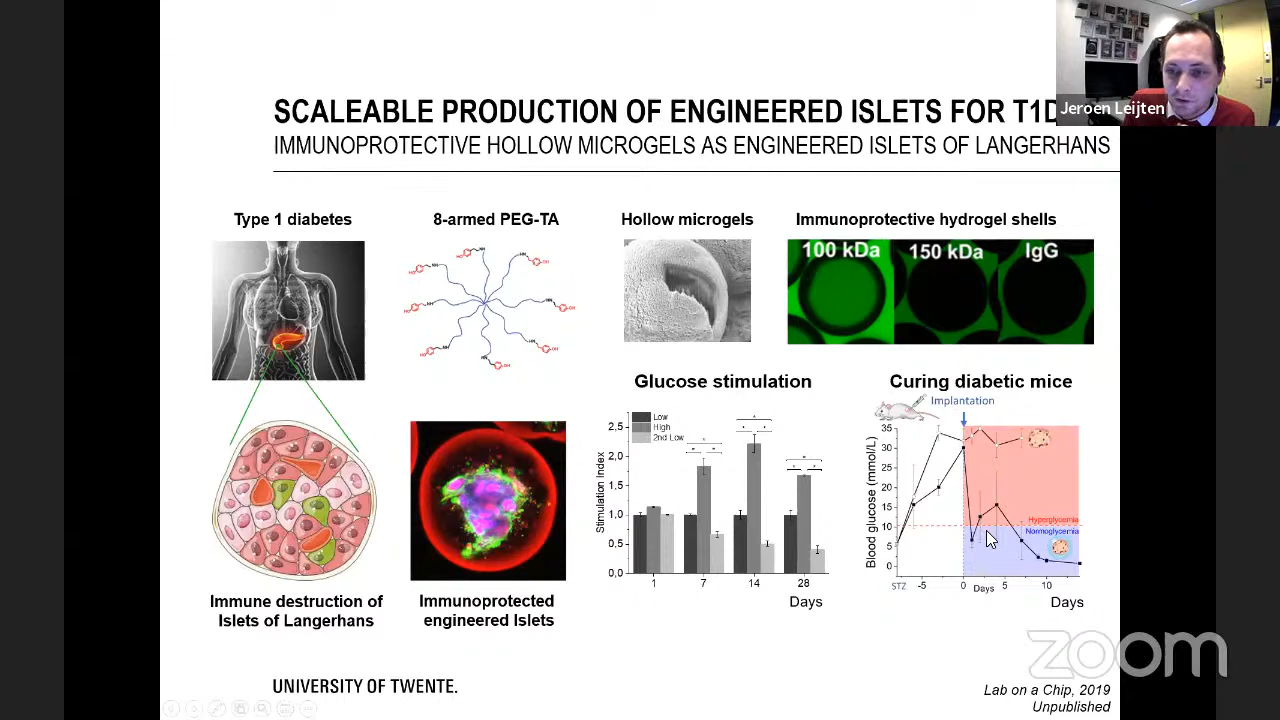 SCALEABLE PRODUCTION OF ENGINEERED ISLETS FOR T1D
IMMUNOPROTECTIVE HOLLOW MICROGELS AS ENGINEERED ISLETS OF LANGERHANS
Jeroen Leijten
Type 1 diabetes
8-armed PEG-TA
Hollow microgels
Immunoprotective hydrogel shells
100 kDa
150 kDa
IgG
Immune destruction of
Islets of Langerhans
Immunoprotected
engineered Islets
Glucose stimulation
Low
High
2nd Low
Stimulation Index
2,5
2,0
1,5
1,0
0,5
0,0
1 7 14 28
Days
Curing diabetic mice
Implantation
Blood glucose (mmol/L)
35
30
25
20
15
10
5
0
Hyperglycemia
Normoglycemia
STZ -5 0 5 10
Days
Days
zoom
UNIVERSITY OF TWENTE.
Lab on a Chip, 2019
Unpublished